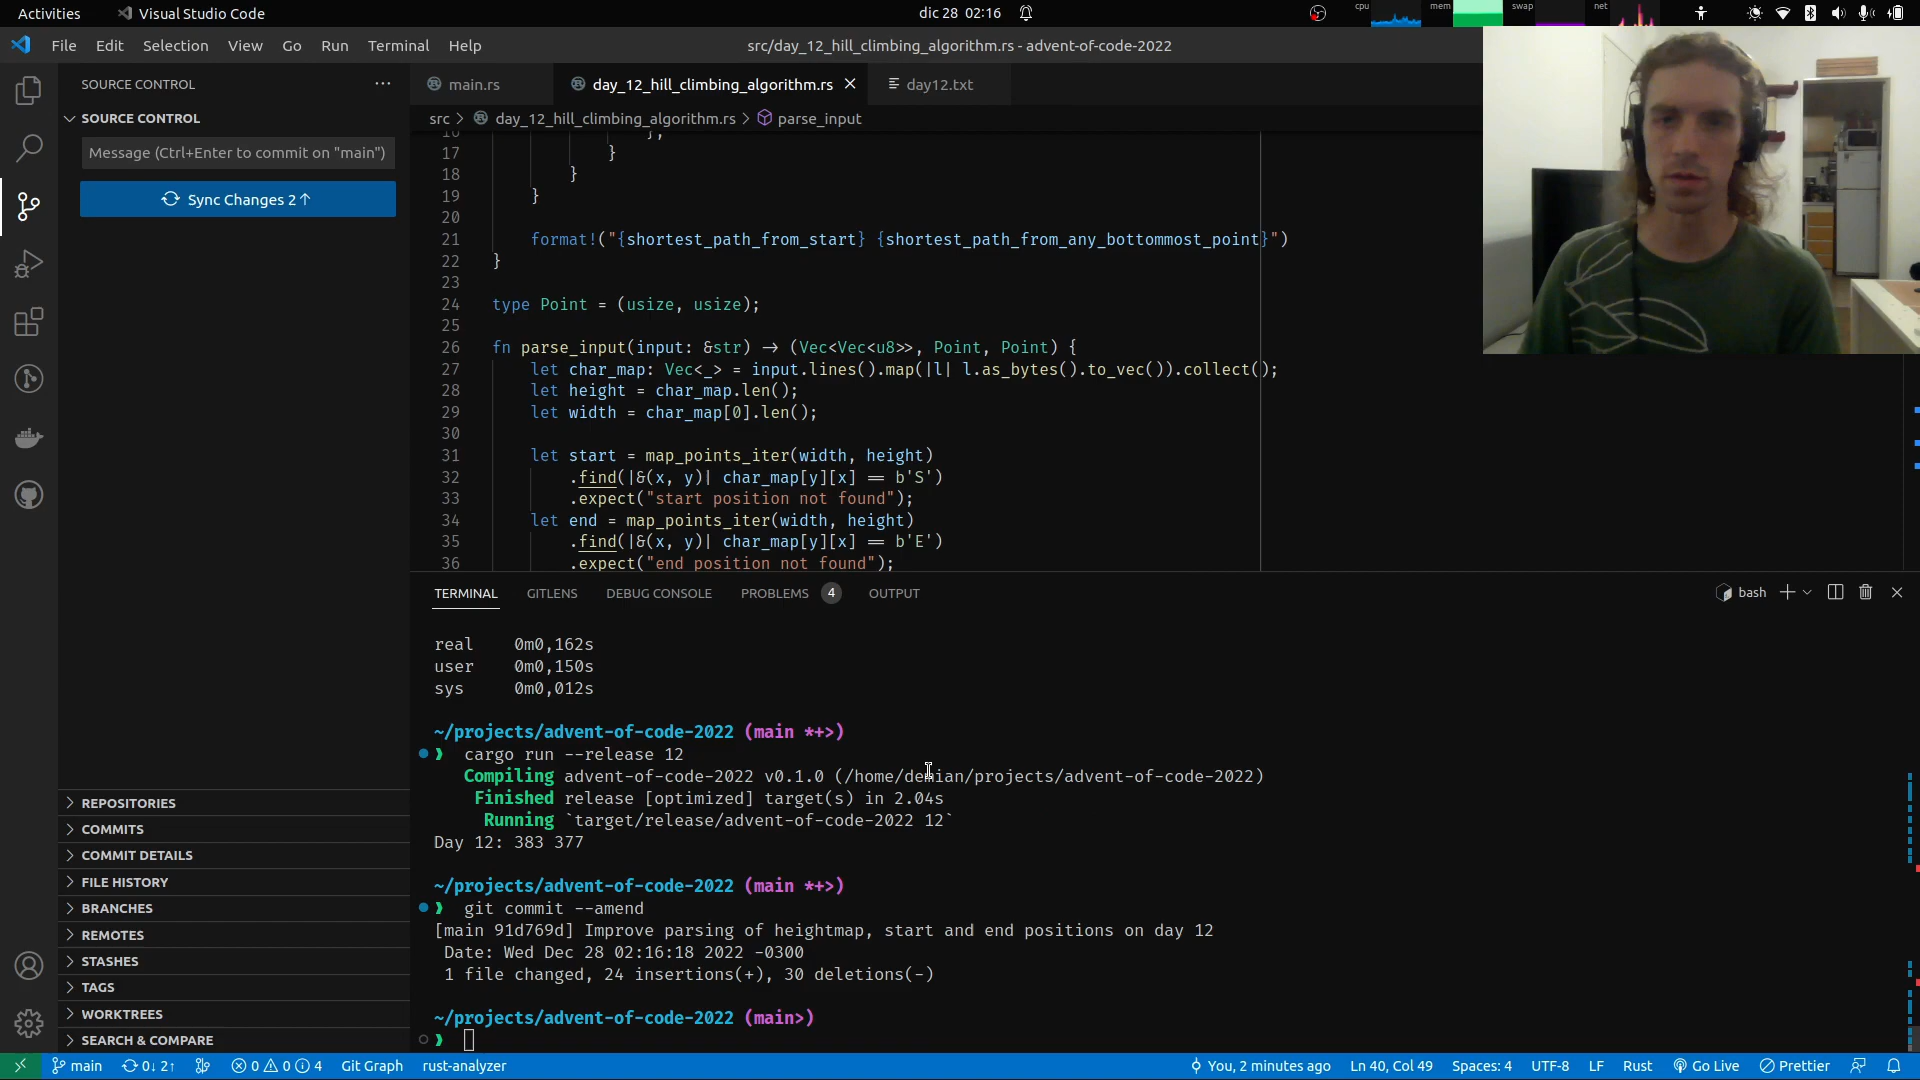 Activities
Visual Studio Code
dic 28 02:16
cpu
mem
swap
net
File Edit Selection View Go Run Terminal Help
src/day_12_hill_climbing_algorithm.rs - advent-of-code-2022
SOURCE CONTROL
SOURCE CONTROL
Message (Ctrl+Enter to commit on "main")
Sync Changes 2↑
REPOSITORIES
COMMITS
COMMIT DETAILS
FILE HISTORY
BRANCHES
REMOTES
STASHES
TAGS
WORKTREES
SEARCH & COMPARE
main.rs
day_12_hill_climbing_algorithm.rs
day12.txt
src > day_12_hill_climbing_algorithm.rs > parse_input
16 },
17 }
18 }
19 }
20
21 format!("{shortest_path_from_start} {shortest_path_from_any_bottommost_point}")
22 }
23
24 type Point = (usize, usize);
25
26 fn parse_input(input: &str) -> (Vec<Vec<u8>>, Point, Point) {
27 let char_map: Vec<_> = input.lines().map(|l| l.as_bytes().to_vec()).collect();
28 let height = char_map.len();
29 let width = char_map[0].len();
30
31 let start = map_points_iter(width, height)
32 .find(|&(x, y)| char_map[y][x] == b'S')
33 .expect("start position not found");
34 let end = map_points_iter(width, height)
35 .find(|&(x, y)| char_map[y][x] == b'E')
36 .expect("end position not found");
TERMINAL GITLENS DEBUG CONSOLE PROBLEMS 4 OUTPUT
bash
real 0m0,162s
user 0m0,150s
sys 0m0,012s
~/projects/advent-of-code-2022 (main *+>)
❱ cargo run --release 12
Compiling advent-of-code-2022 v0.1.0 (/home/demian/projects/advent-of-code-2022)
Finished release [optimized] target(s) in 2.04s
Running `target/release/advent-of-code-2022 12`
Day 12: 383 377
~/projects/advent-of-code-2022 (main *+>)
❱ git commit --amend
[main 91d769d] Improve parsing of heightmap, start and end positions on day 12
Date: Wed Dec 28 02:16:18 2022 -0300
1 file changed, 24 insertions(+), 30 deletions(-)
~/projects/advent-of-code-2022 (main>)
❱
main 0↓ 2↑ 0 0 4 Git Graph rust-analyzer
You, 2 minutes ago Ln 40, Col 49 Spaces: 4 UTF-8 LF Rust Go Live Prettier